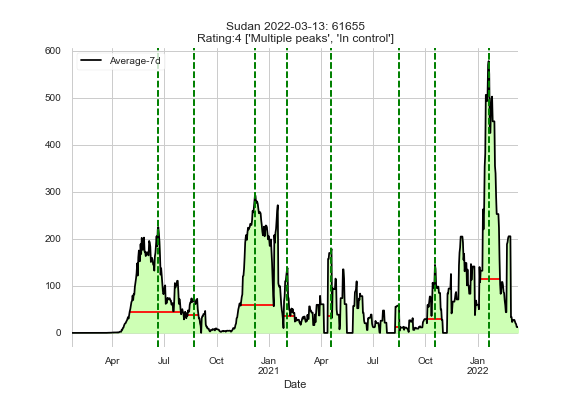 Sudan 2022-03-13: 61655
Rating:4 ['Multiple peaks', 'In control']
600
Average-7d
500
400
300
200
100
0
Apr Jul Oct Jan Apr Jul Oct Jan
2021 2022
Date